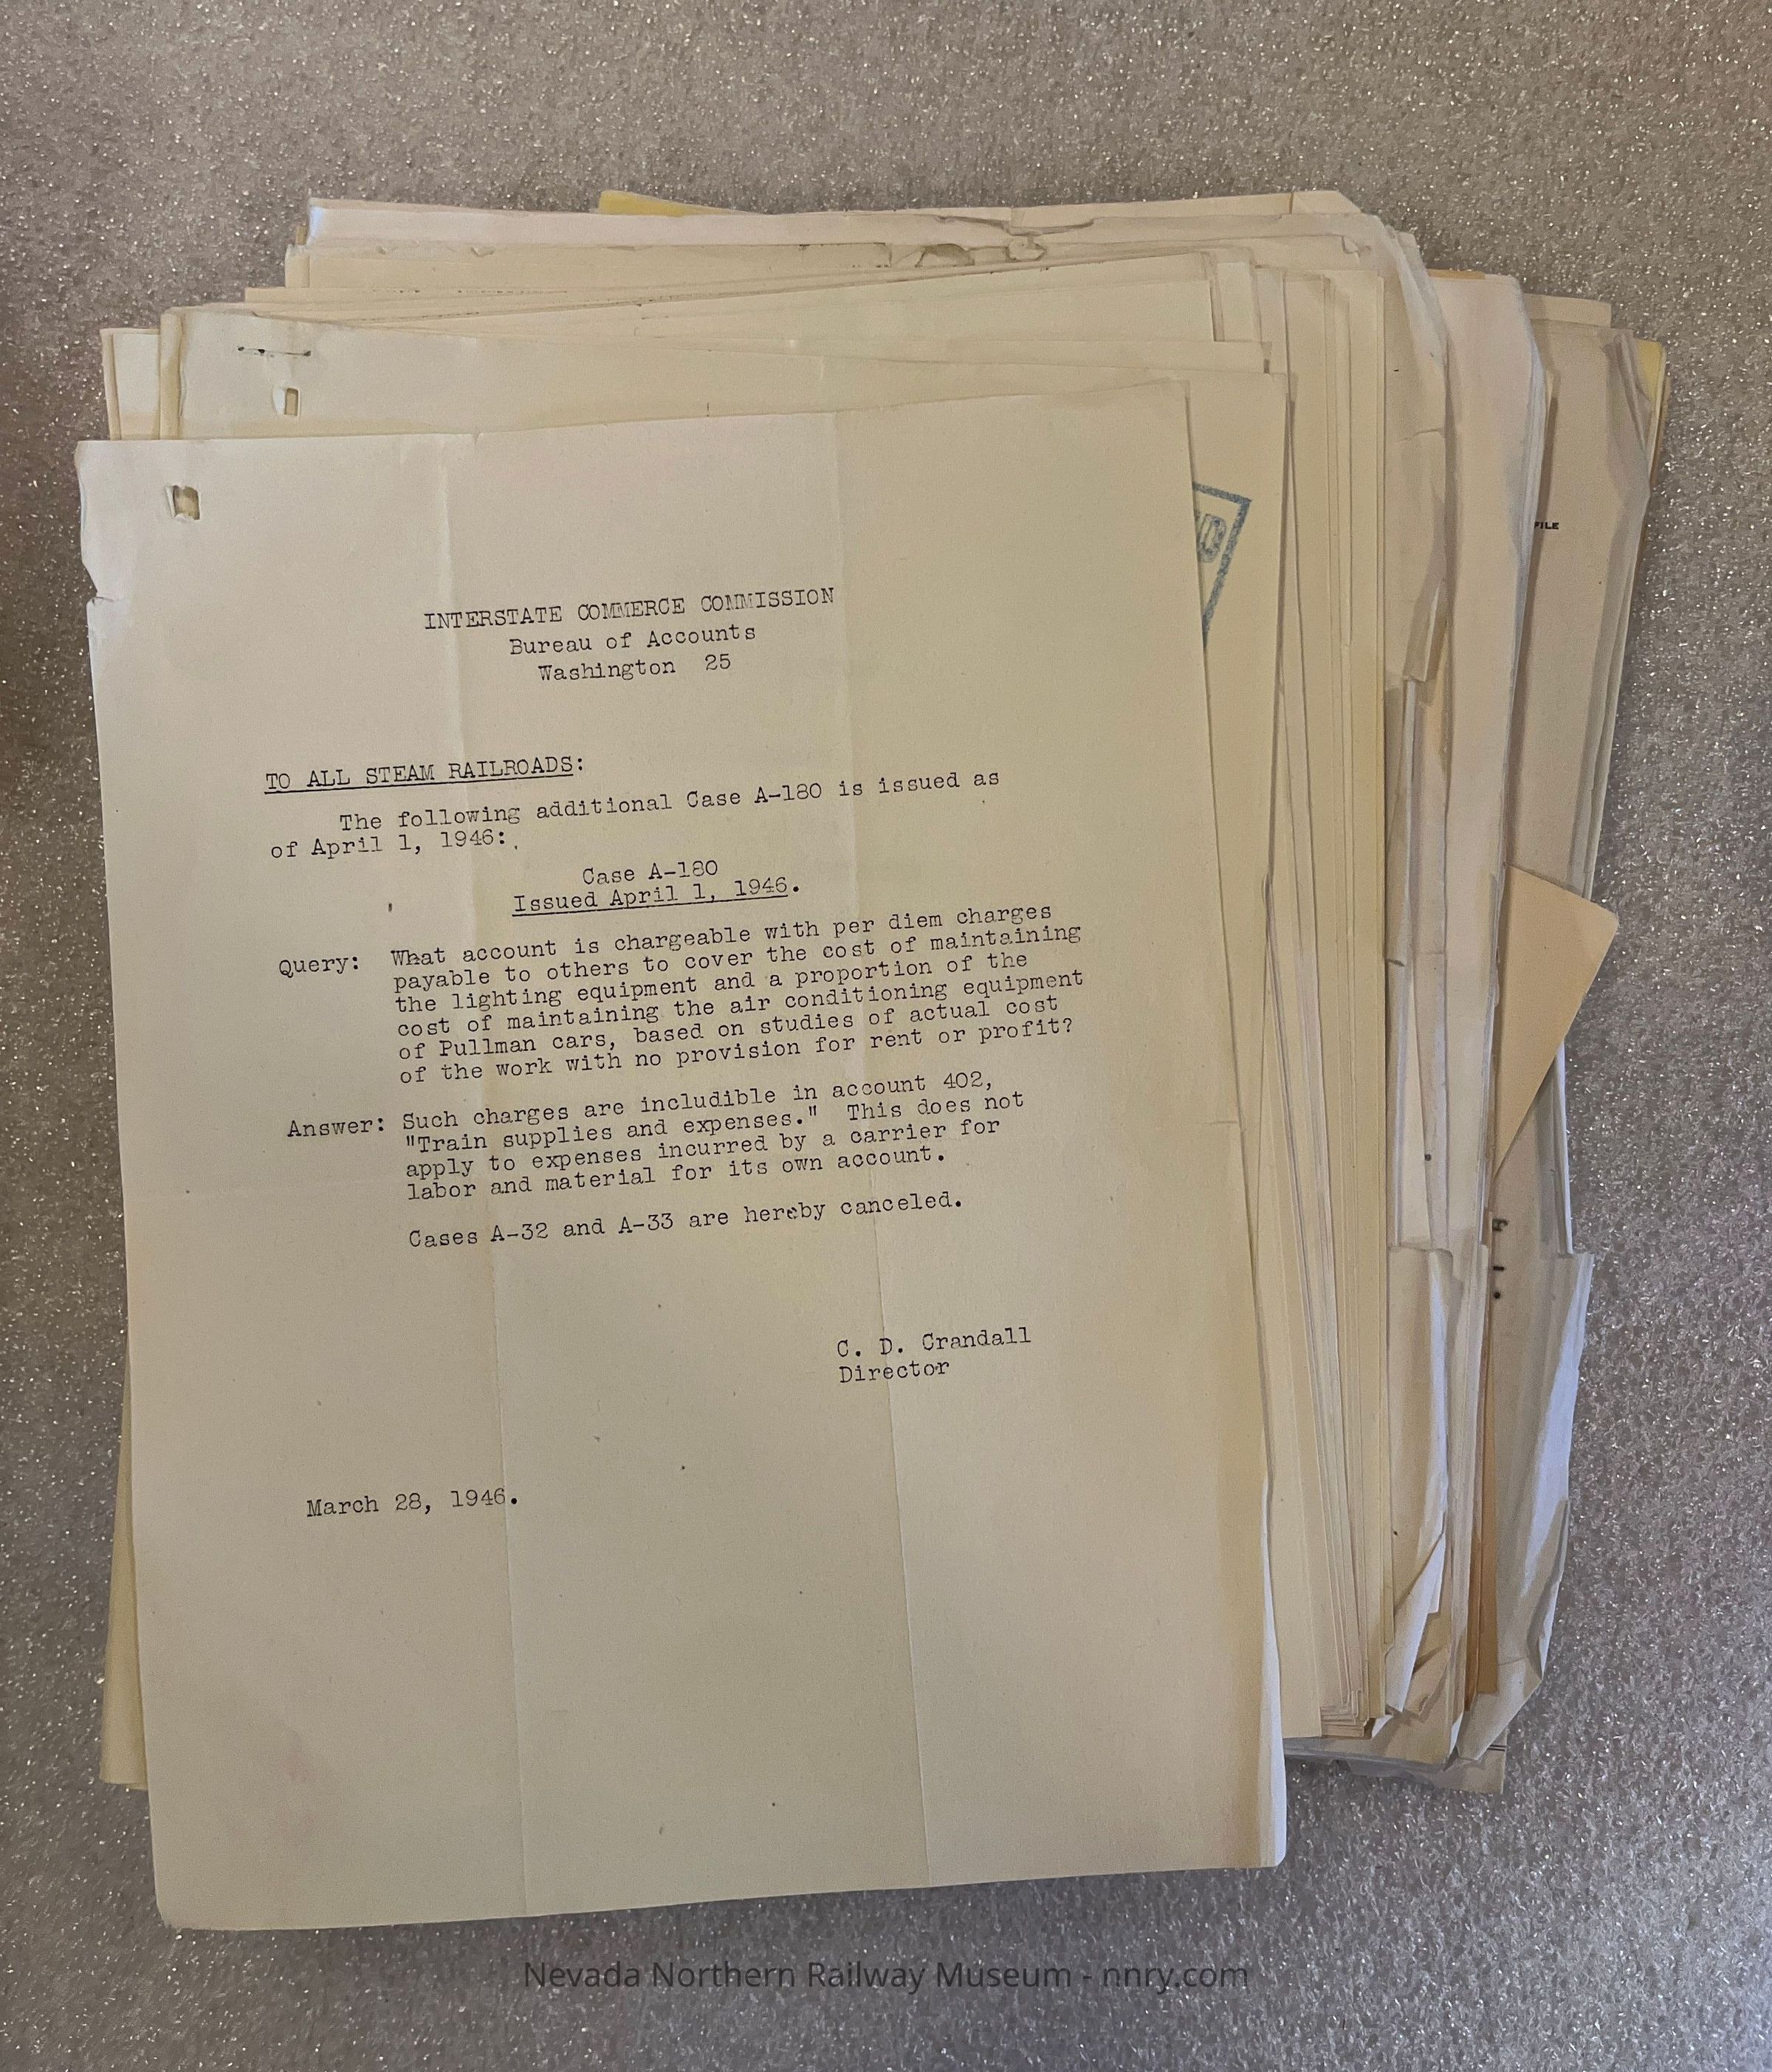 INTERSTATE COMMERCE COMMISSION
Bureau of Accounts
Washington 25
TO ALL STEAM RAILROADS:
The following additional Case A-180 is issued as
of April 1, 1946:
Case A-180
Issued April 1, 1946.
Query: What account is chargeable with per diem charges
payable to others to cover the cost of maintaining
the lighting equipment and a proportion of the
cost of maintaining the air conditioning equipment
of Pullman cars, based on studies of actual cost
of the work with no provision for rent or profit?
Answer: Such charges are includible in account 402,
"Train supplies and expenses." This does not
apply to expenses incurred by a carrier for
labor and material for its own account.
Cases A-32 and A-33 are hereby canceled.
C. D. Crandall
Director
March 28, 1946.
FILE
Nevada Northern Railway Museum - nnry.com